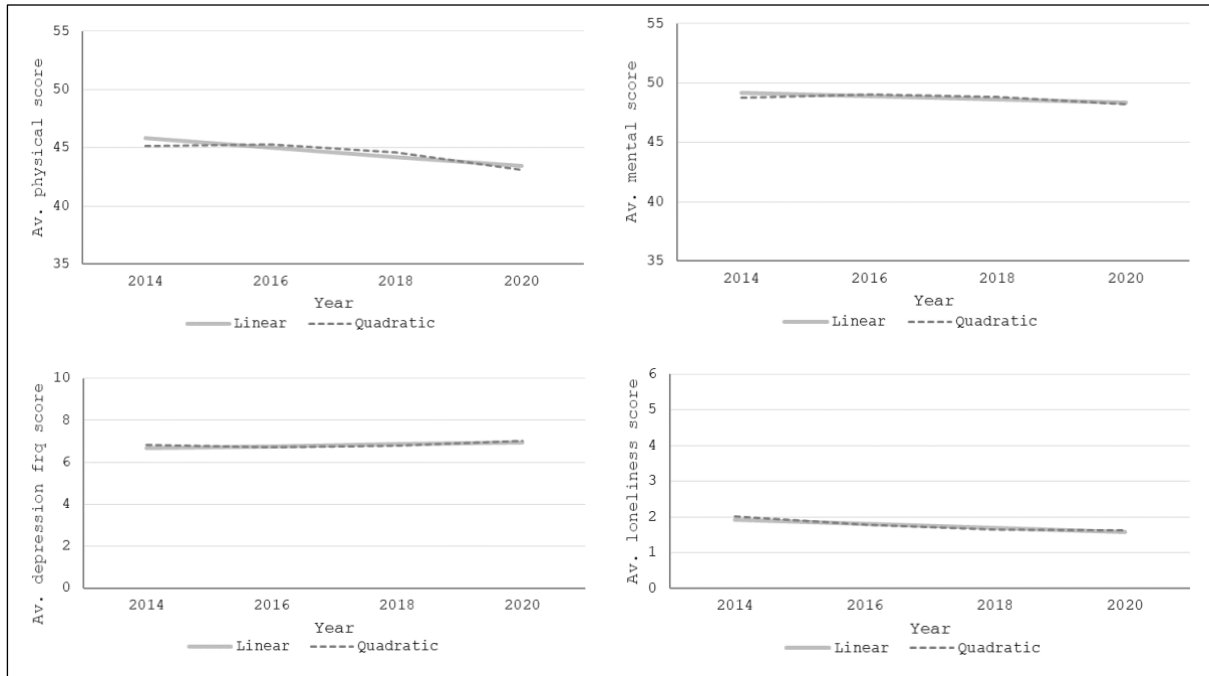 Av. physical score
55
50
45
40
35
2014 2016 2018 2020
Year
Linear Quadratic
Av. mental score
55
50
45
40
35
2014 2016 2018 2020
Year
Linear Quadratic
Av. depression frq score
10
8
6
4
2
0
2014 2016 2018 2020
Year
Linear Quadratic
Av. loneliness score
6
5
4
3
2
1
0
2014 2016 2018 2020
Year
Linear Quadratic